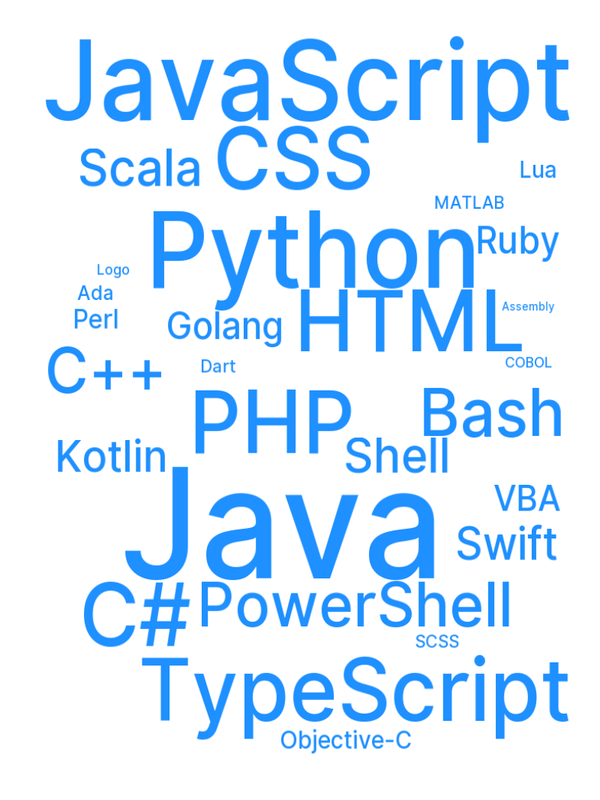 JavaScript
Scala CSS Lua
MATLAB
Python Ruby
Logo
Ada
Perl Golang HTML Assembly
C++ Dart COBOL
PHP Bash
Kotlin Shell
Java VBA
Swift
C# PowerShell
SCSS
TypeScript
Objective-C